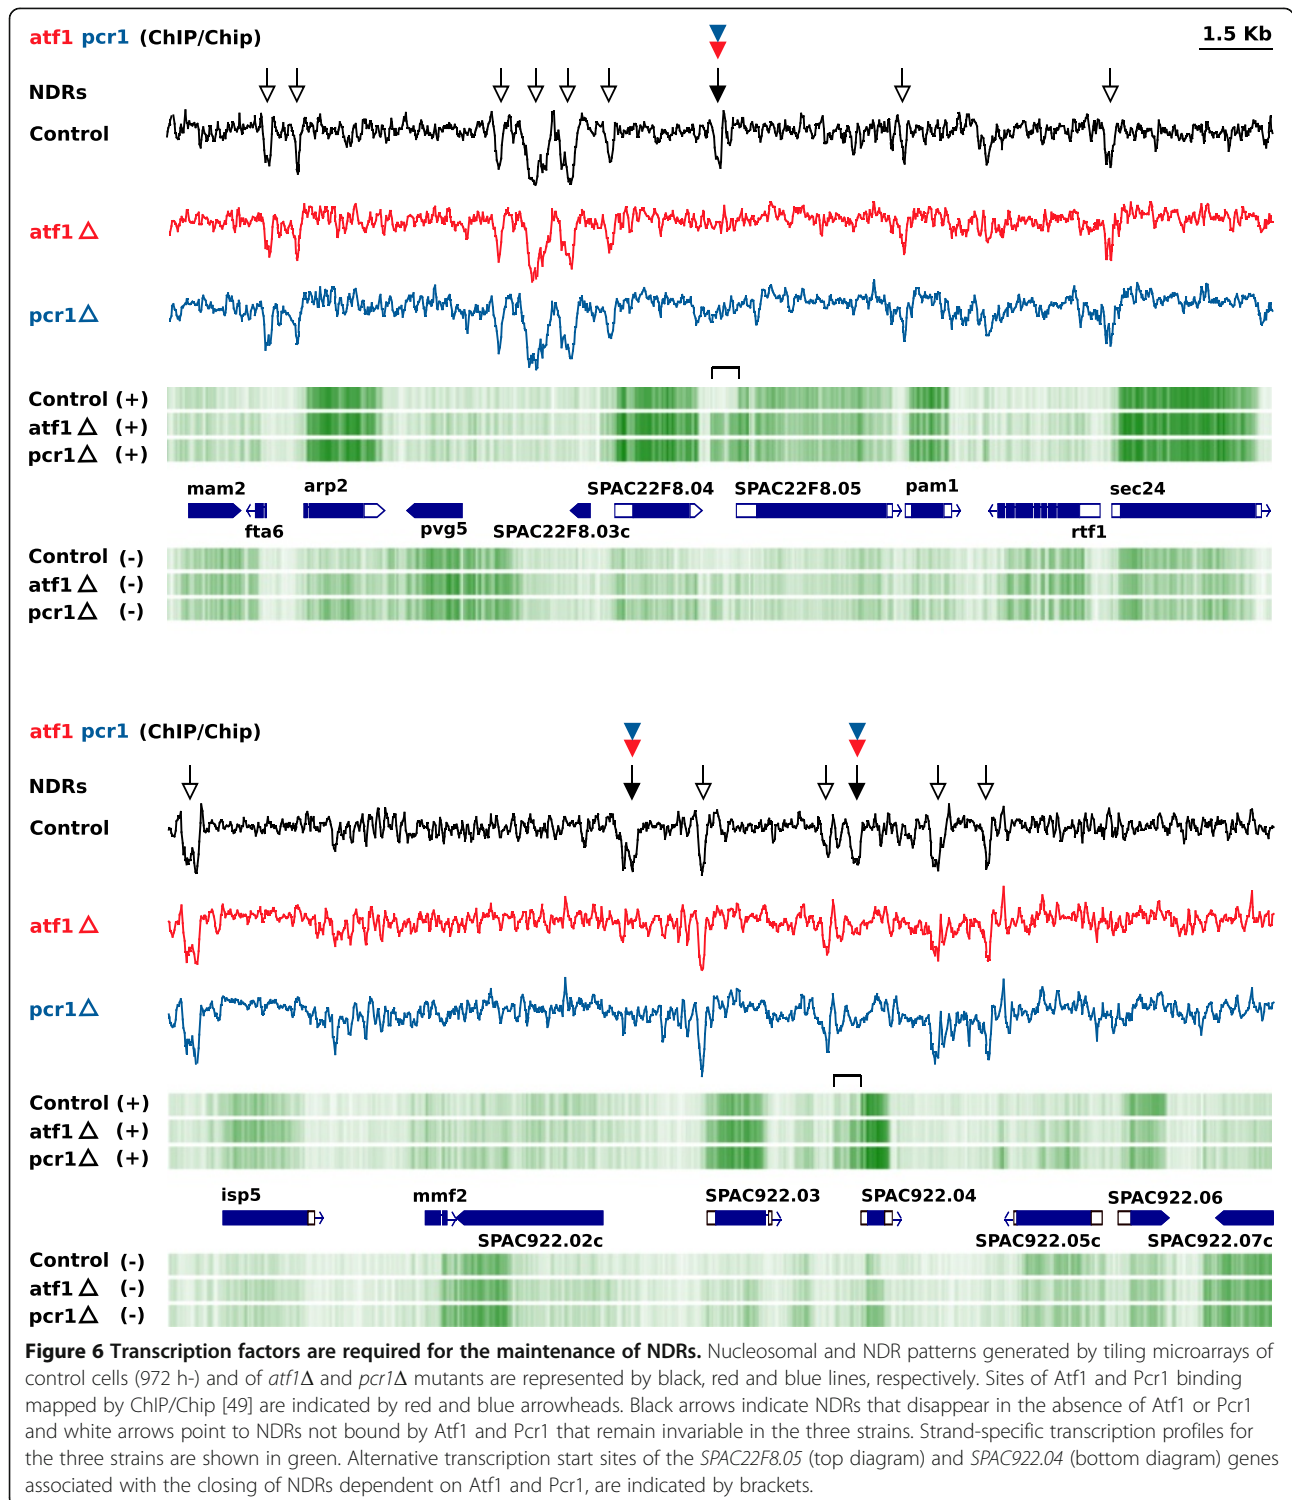 atf1 pcr1 (ChIP/Chip)
1.5 Kb
NDRs
Control
atf1 Δ
pcr1 Δ
Control (+)
atf1 Δ (+)
pcr1 Δ (+)
mam2 arp2 SPAC22F8.04 SPAC22F8.05 pam1 sec24
fta6 pvg5 SPAC22F8.03c rtf1
Control (-)
atf1 Δ (-)
pcr1 Δ (-)
atf1 pcr1 (ChIP/Chip)
NDRs
Control
atf1 Δ
pcr1 Δ
Control (+)
atf1 Δ (+)
pcr1 Δ (+)
isp5 mmf2 SPAC922.03 SPAC922.04 SPAC922.06
SPAC922.02c SPAC922.05c SPAC922.07c
Control (-)
atf1 Δ (-)
pcr1 Δ (-)
Figure 6 Transcription factors are required for the maintenance of NDRs. Nucleosomal and NDR patterns generated by tiling microarrays of
control cells (972 h-) and of atf1Δ and pcr1Δ mutants are represented by black, red and blue lines, respectively. Sites of Atf1 and Pcr1 binding
mapped by ChIP/Chip [49] are indicated by red and blue arrowheads. Black arrows indicate NDRs that disappear in the absence of Atf1 or Pcr1
and white arrows point to NDRs not bound by Atf1 and Pcr1 that remain invariable in the three strains. Strand-specific transcription profiles for
the three strains are shown in green. Alternative transcription start sites of the SPAC22F8.05 (top diagram) and SPAC922.04 (bottom diagram) genes
associated with the closing of NDRs dependent on Atf1 and Pcr1, are indicated by brackets.